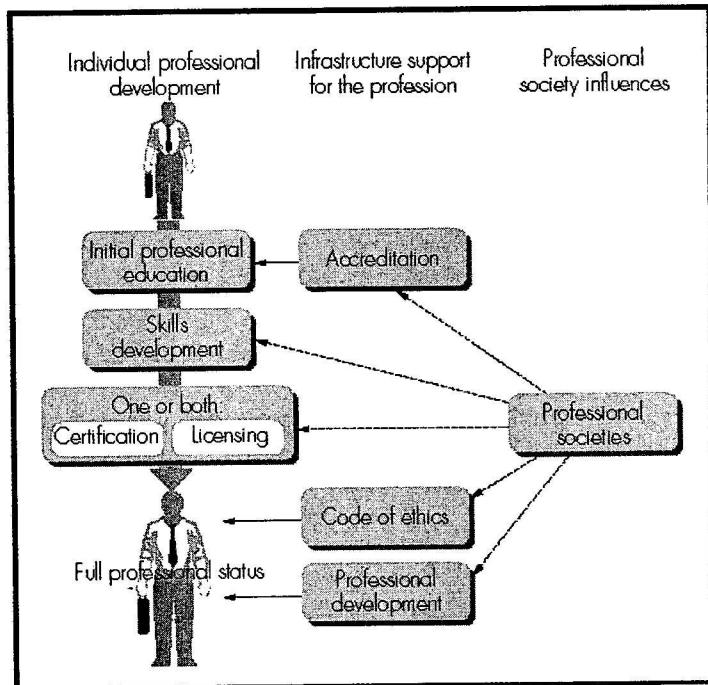 Individual professional
development
Infrastructure support
for the profession
Professional
society influences
Initial professional
education
Accreditation
Skills
development
One or both:
Certification
Licensing
Professional
societies
Code of ethics
Full professional status
Professional
development